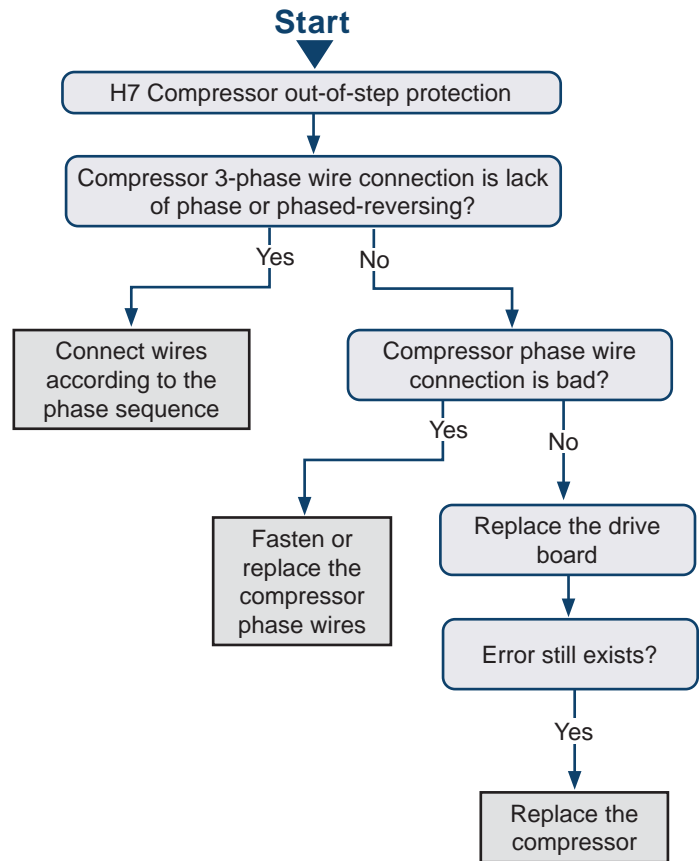 Start
H7 Compressor out-of-step protection
Compressor 3-phase wire connection is lack
of phase or phased-reversing?
Yes
No
Connect wires
according to the
phase sequence
Compressor phase wire
connection is bad?
Yes
No
Fasten or
replace the
compressor
phase wires
Replace the drive
board
Error still exists?
Yes
Replace the
compressor